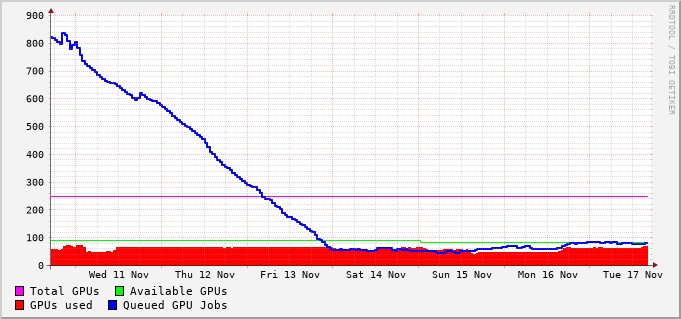 900
800
700
600
500
400
300
200
100
0
Wed 11 Nov Thu 12 Nov Fri 13 Nov Sat 14 Nov Sun 15 Nov Mon 16 Nov Tue 17 Nov
Total GPUs Available GPUs
GPUs used Queued GPU Jobs
RRDTOOL / TOBI OETIKER